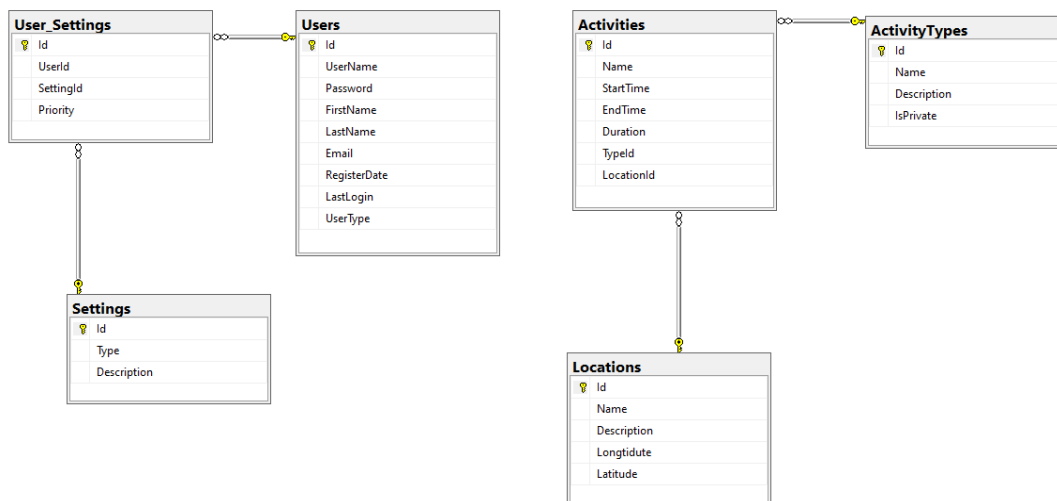 User_Settings
Id
UserId
SettingId
Priority
Users
Id
UserName
Password
FirstName
LastName
Email
RegisterDate
LastLogin
UserType
Activities
Id
Name
StartTime
EndTime
Duration
TypeId
LocationId
ActivityTypes
Id
Name
Description
IsPrivate
Settings
Id
Type
Description
Locations
Id
Name
Description
Longtidute
Latitude